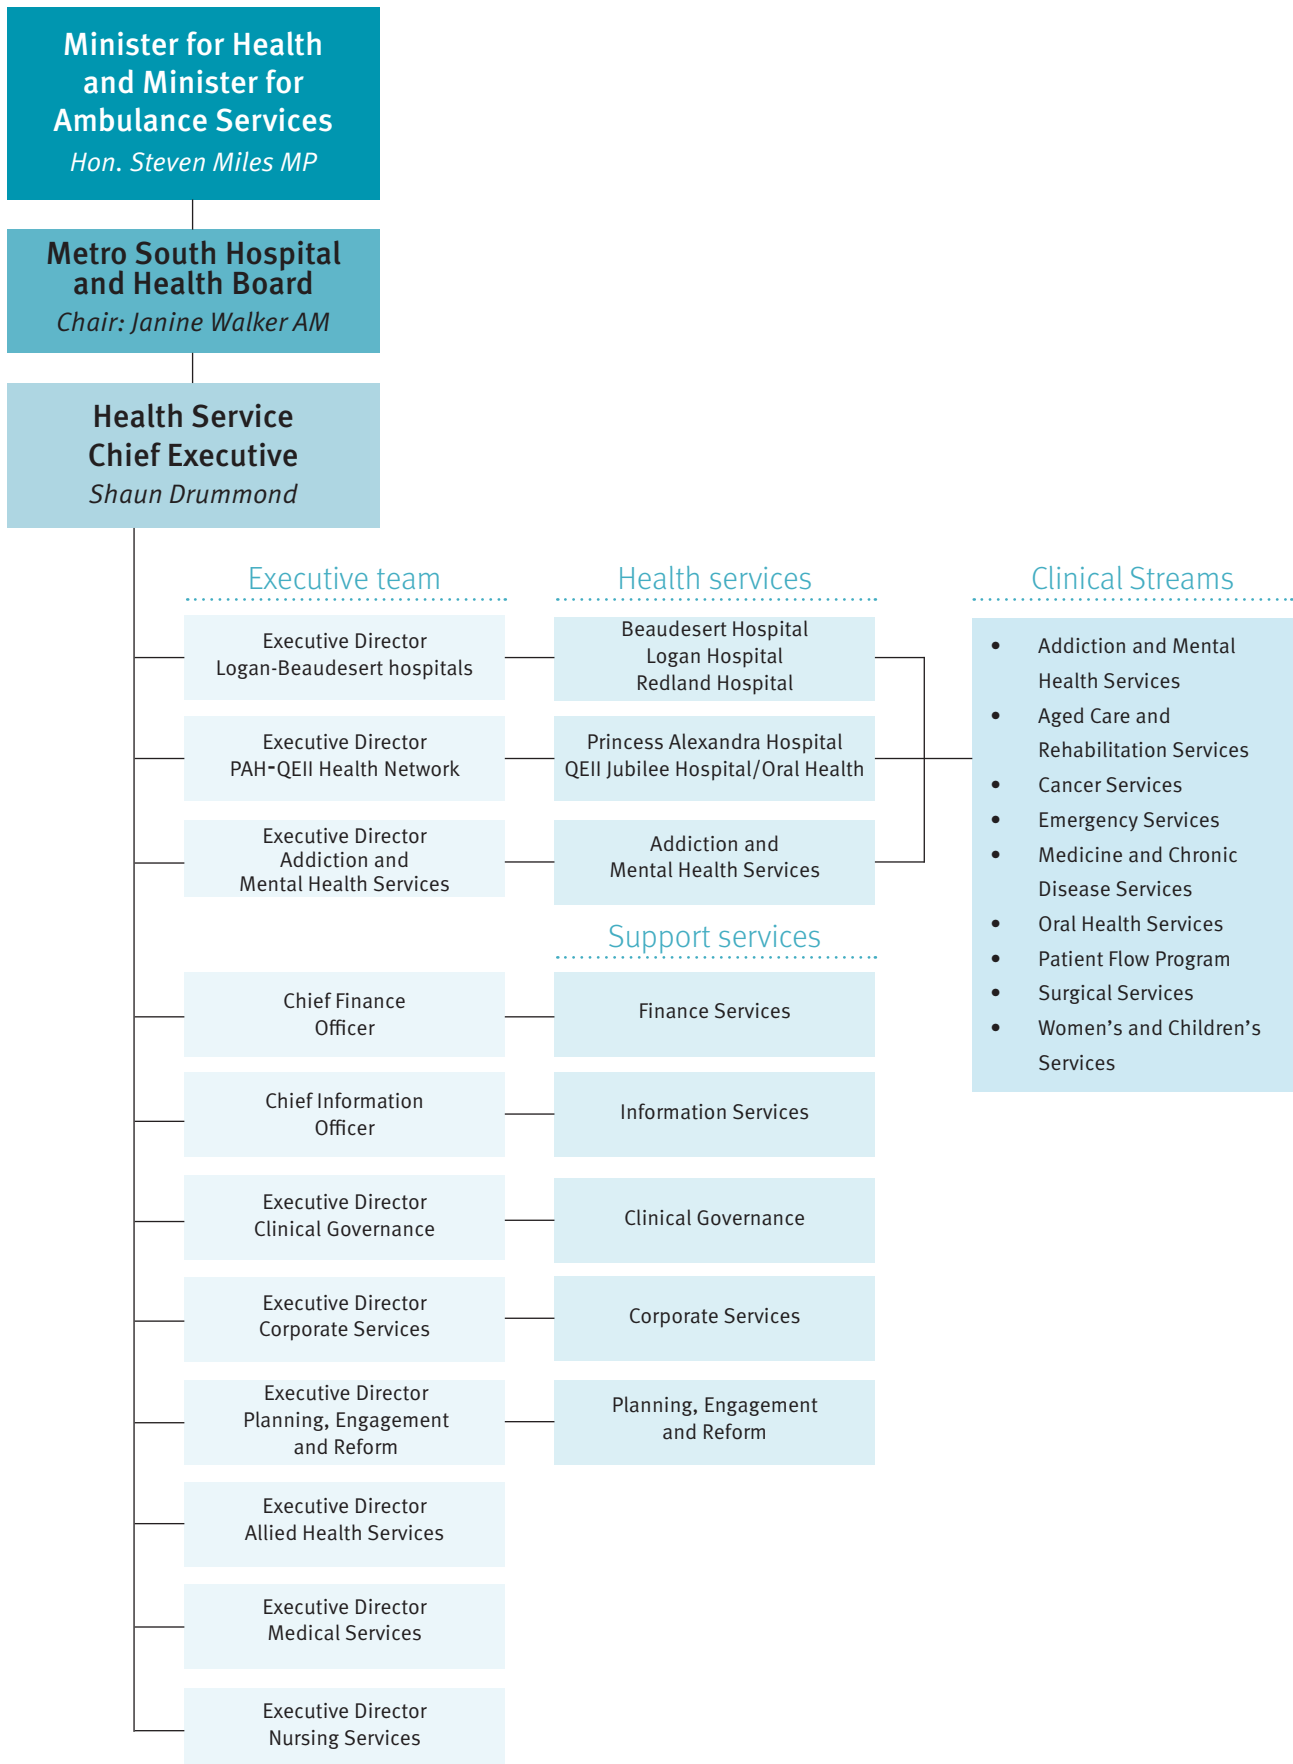 Minister for Health
and Minister for
Ambulance Services
Hon. Steven Miles MP
Metro South Hospital
and Health Board
Chair: Janine Walker AM
Health Service
Chief Executive
Shaun Drummond
Executive team
Health services
Clinical Streams
Executive Director
Logan-Beaudesert hospitals
Beaudesert Hospital
Logan Hospital
Redland Hospital
Executive Director
PAH-QEII Health Network
Princess Alexandra Hospital
QEII Jubilee Hospital/Oral Health
Executive Director
Addiction and
Mental Health Services
Addiction and
Mental Health Services
• Addiction and Mental
Health Services
• Aged Care and
Rehabilitation Services
• Cancer Services
• Emergency Services
• Medicine and Chronic
Disease Services
• Oral Health Services
• Patient Flow Program
• Surgical Services
• Women’s and Children’s
Services
Support services
Chief Finance
Officer
Finance Services
Chief Information
Officer
Information Services
Executive Director
Clinical Governance
Clinical Governance
Executive Director
Corporate Services
Corporate Services
Executive Director
Planning, Engagement
and Reform
Planning, Engagement
and Reform
Executive Director
Allied Health Services
Executive Director
Medical Services
Executive Director
Nursing Services